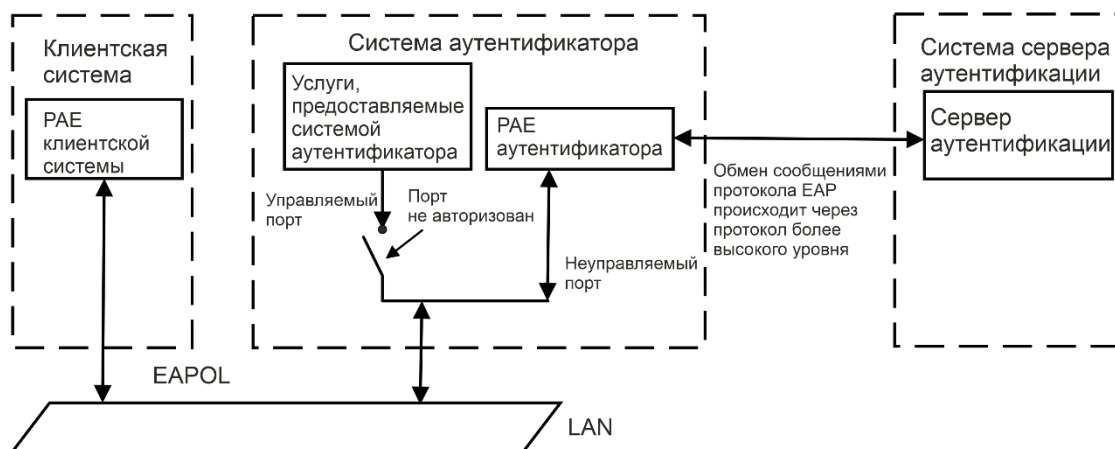 Клиентская
система
PAE
клиентской
системы
Система аутентификатора
Услуги,
предоставляемые
системой
аутентификатора
PAE
аутентификатора
Управляемый
порт
Порт
не авторизован
Неуправляемый
порт
Обмен сообщениями
протокола EAP
происходит через
протокол более
высокого уровня
Система сервера
аутентификации
Сервер
аутентификации
EAPOL
LAN